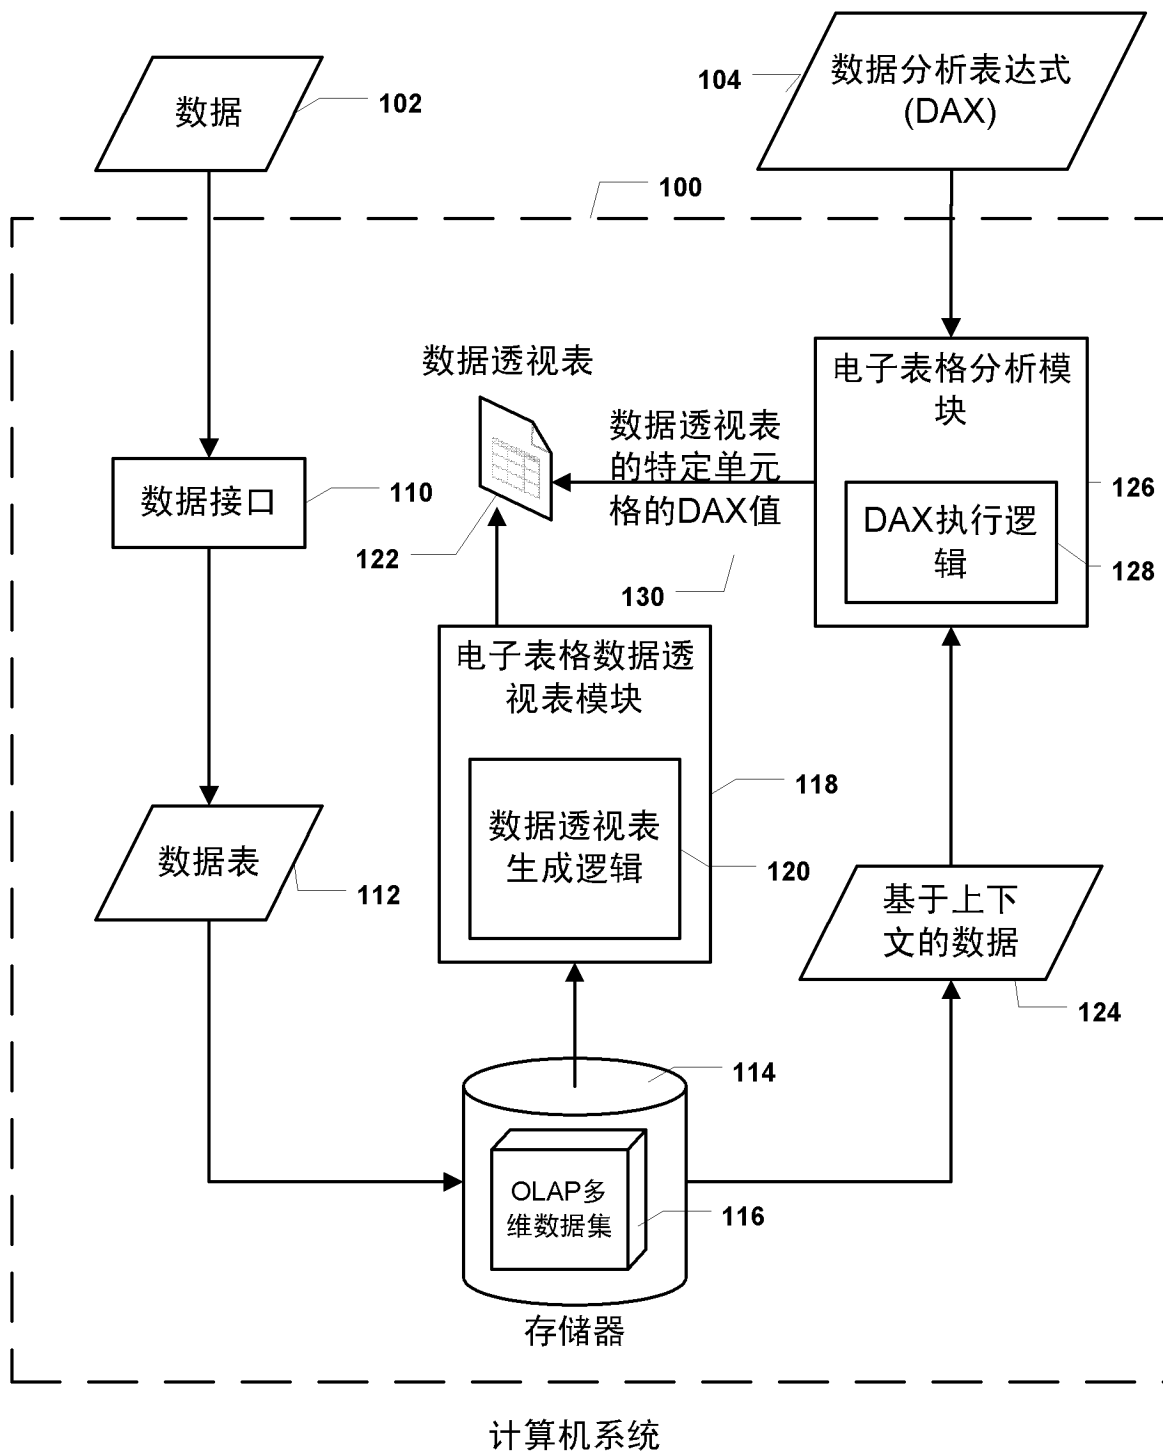 数据
102
104
数据分析表达式
(DAX)
100
数据透视表
电子表格分析模
块
数据透视表
的特定单元
格的DAX值
数据接口
110
126
DAX执行逻
辑
122
128
130
电子表格数据透
视表模块
118
数据透视表
生成逻辑
120
数据表
112
基于上下
文的数据
124
114
OLAP多
维数据集
116
存储器
计算机系统